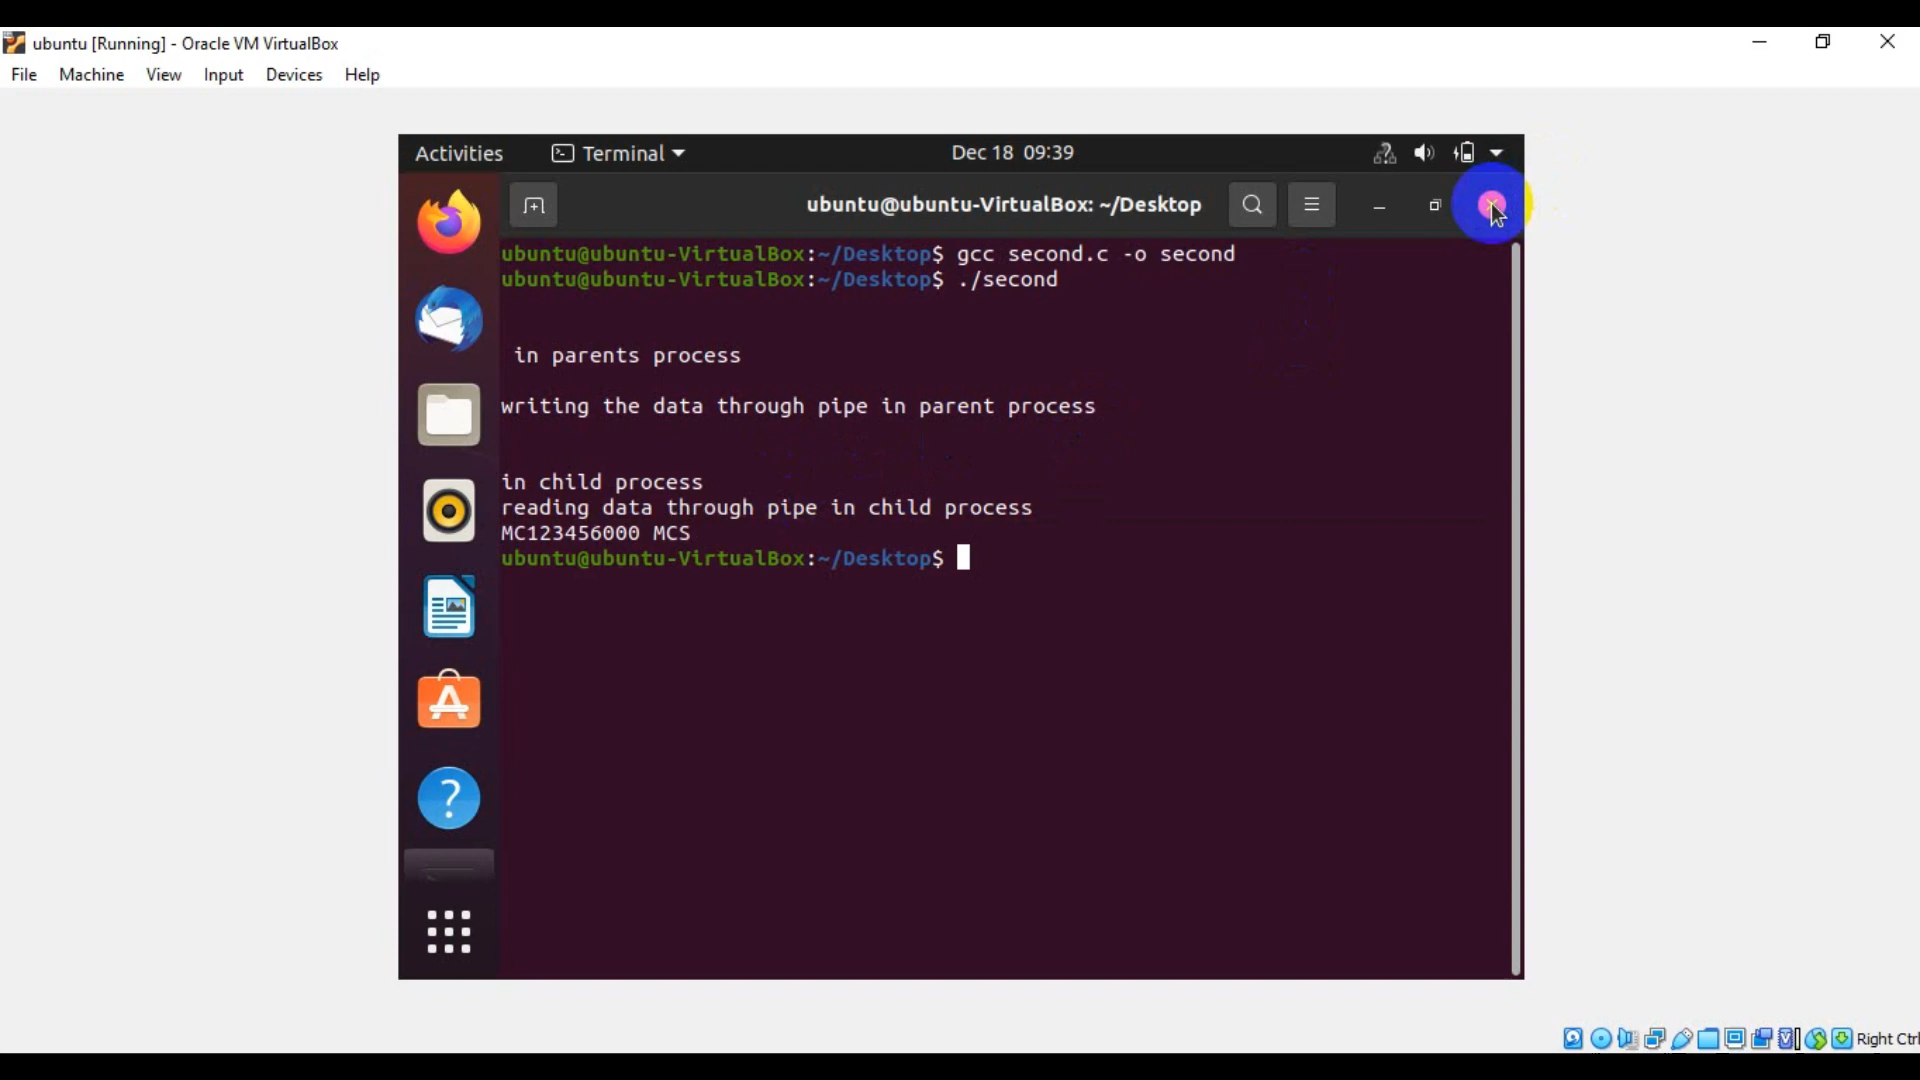 ubuntu [Running] - Oracle VM VirtualBox
File Machine View Input Devices Help
Activities Terminal Dec 18 09:39
ubuntu@ubuntu-VirtualBox: ~/Desktop
ubuntu@ubuntu-VirtualBox:~/Desktop$ gcc second.c -o second
ubuntu@ubuntu-VirtualBox:~/Desktop$ ./second
in parents process
writing the data through pipe in parent process
in child process
reading data through pipe in child process
MC123456000 MCS
ubuntu@ubuntu-VirtualBox:~/Desktop$
Right Ctrl